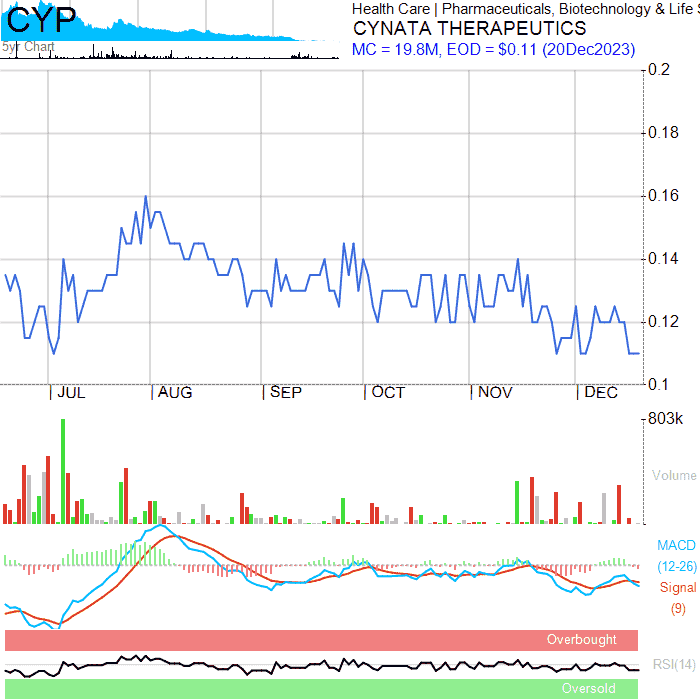 CYP
5yr Chart
Health Care | Pharmaceuticals, Biotechnology & Life S
CYNATA THERAPEUTICS
MC = 19.8M, EOD = $0.11 (20Dec2023)
0.2
0.18
0.16
0.14
0.12
0.1
| JUL | AUG | SEP | OCT | NOV | DEC
803k
Volume
MACD
(12-26)
Signal
(9)
Overbought
RSI(14)
Oversold